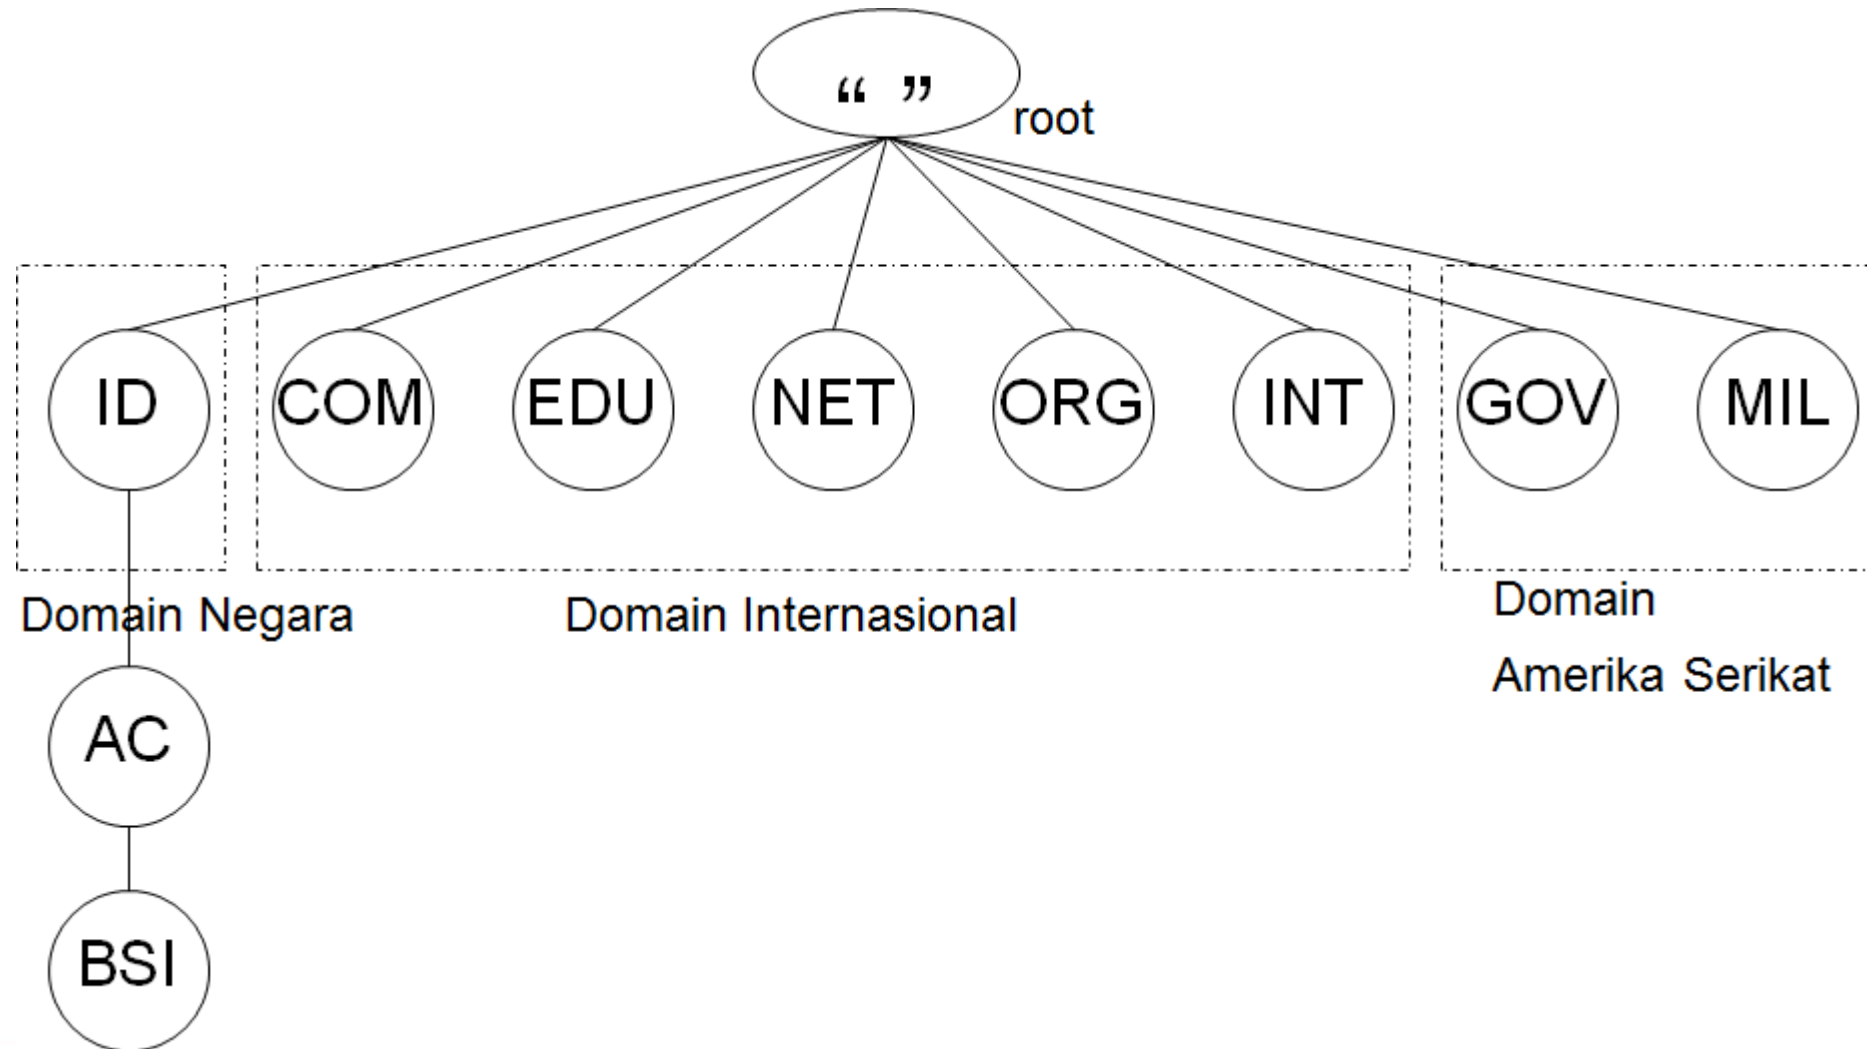 “ ”
root
ID COM EDU NET ORG INT GOV MIL
Domain Negara
Domain Internasional
Domain
Amerika Serikat
AC
BSI